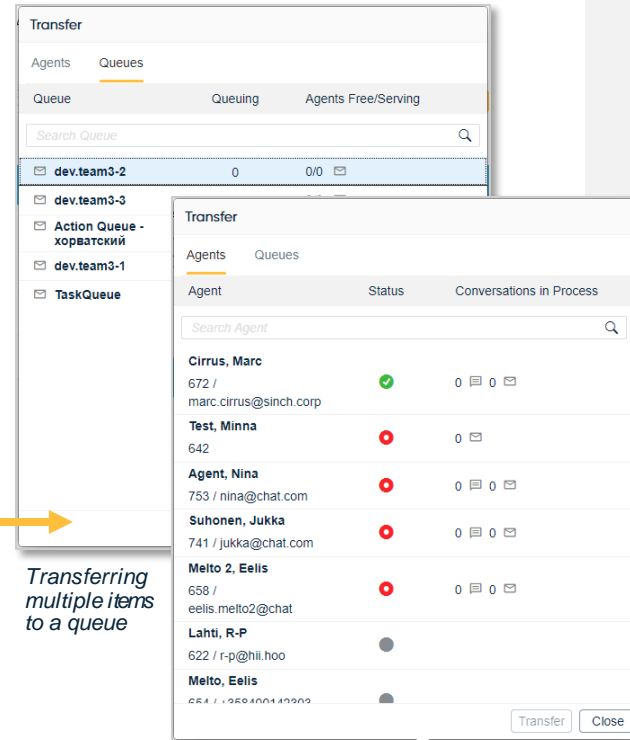 Transfer
Agents Queues
Queue Queuing Agents Free/Serving
Search Queue
dev.team3-2 0 0/0
dev.team3-3
Action Queue -
хорватский
dev.team3-1
TaskQueue
Transferring
multiple items
to a queue
Transfer
Agents Queues
Agent Status Conversations in Process
Search Agent
Cirrus, Marc
672 /
marc.cirrus@sinch.corp
0 0
Test, Minna
642
0
Agent, Nina
753 / nina@chat.com
0 0
Suhonen, Jukka
741 / jukka@chat.com
0 0
Melto 2, Eelis
658 /
eelis.melto2@chat
0 0
Lahti, R-P
622 / r-p@hii.hoo
Melto, Eelis
654 / +358400142303
Transfer Close